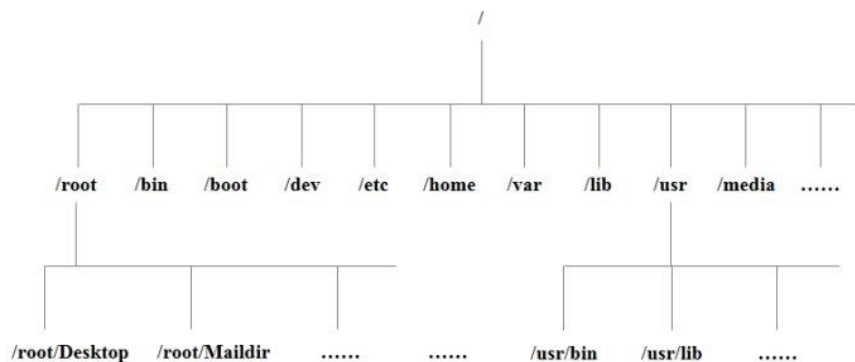 /
/root /bin /boot /dev /etc /home /var /lib /usr /media ......
/root/Desktop /root/Maildir ...... ...... /usr/bin /usr/lib ......